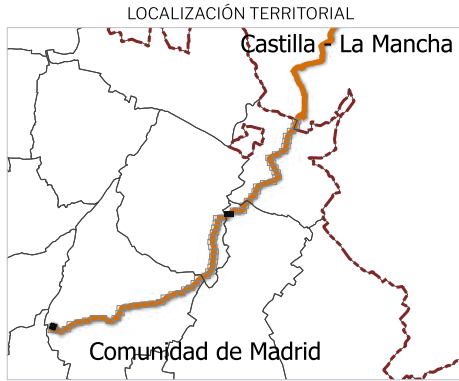 LOCALIZACIÓN TERRITORIAL
Castilla - La Mancha
Comunidad de Madrid